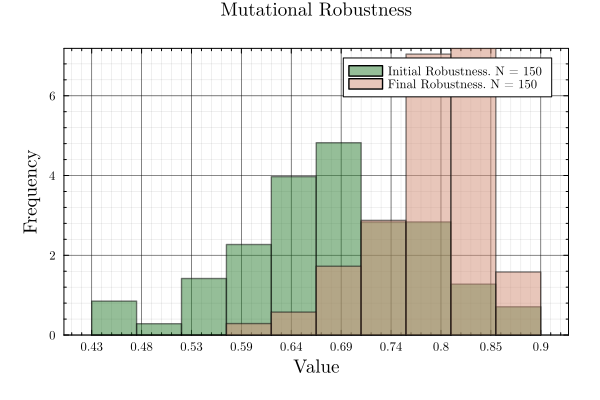 Mutational Robustness
Initial Robustness. N = 150
Final Robustness. N = 150
Frequency
6
4
2
0
0.43 0.48 0.53 0.59 0.64 0.69 0.74 0.8 0.85 0.9
Value